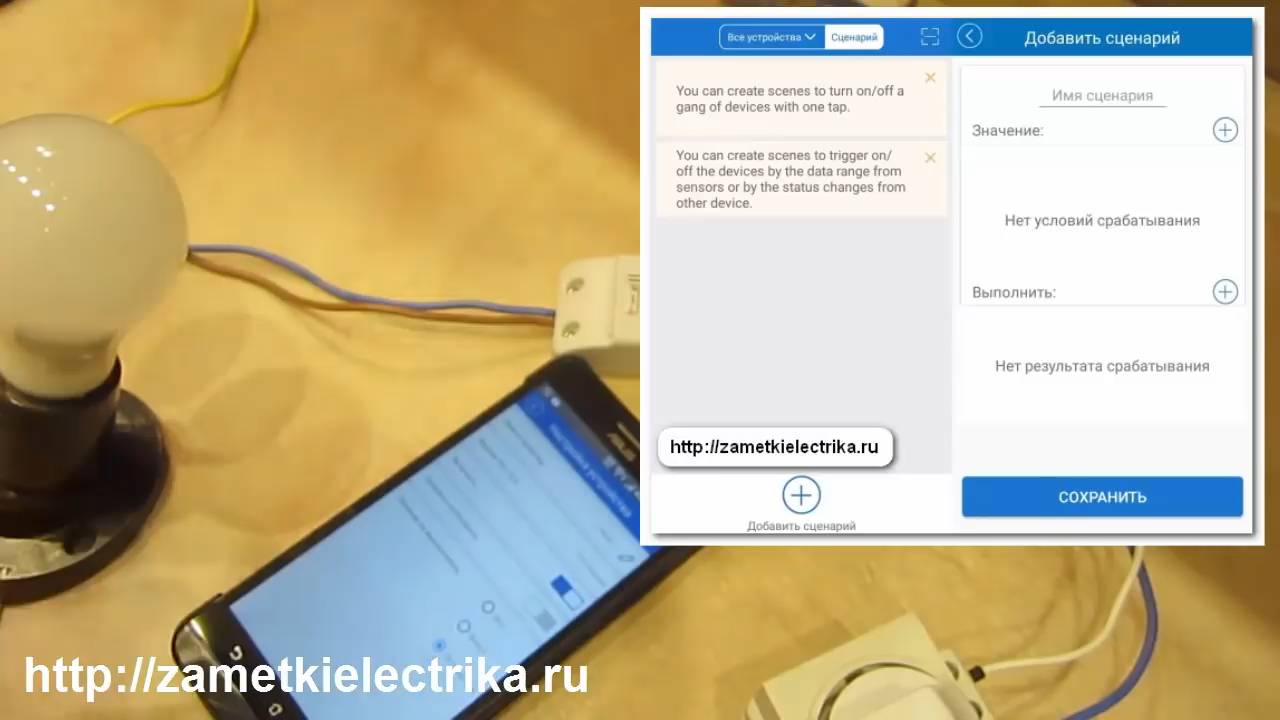 Все устройства
Сценарий
You can create scenes to turn on/off a
gang of devices with one tap.
You can create scenes to trigger on/
off the devices by the data range from
sensors or by the status changes from
other device.
http://zametkielectrika.ru
Добавить сценарий
Добавить сценарий
Имя сценария
Значение:
Нет условий срабатывания
Выполнить:
Нет результата срабатывания
СОХРАНИТЬ
ASUS
http://zametkielectrika.ru